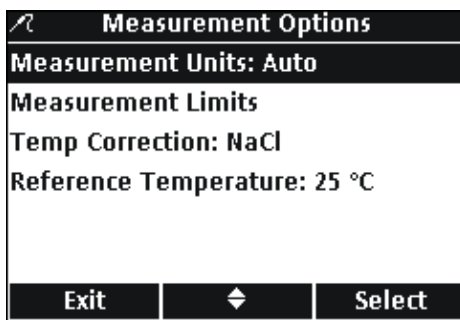 Measurement Options
Measurement Units: Auto
Measurement Limits
Temp Correction: NaCl
Reference Temperature: 25 °C
Exit Select